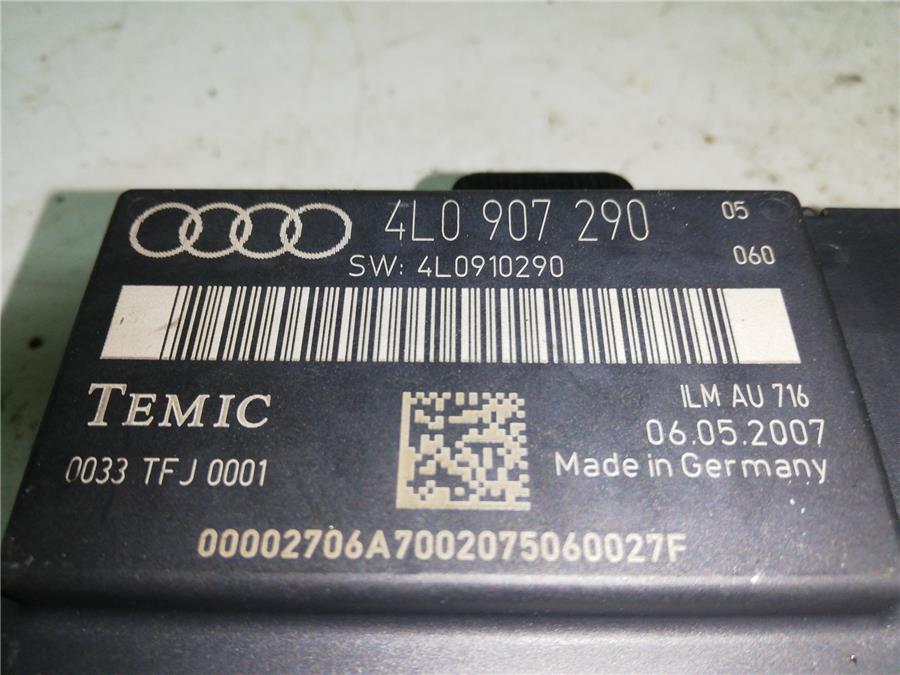 4L0 907 290 05
SW: 4L0910290 060
TEMIC
ILM AU 716
06.05.2007
0033 TFJ 0001
Made in Germany
00002706A7002075060027F